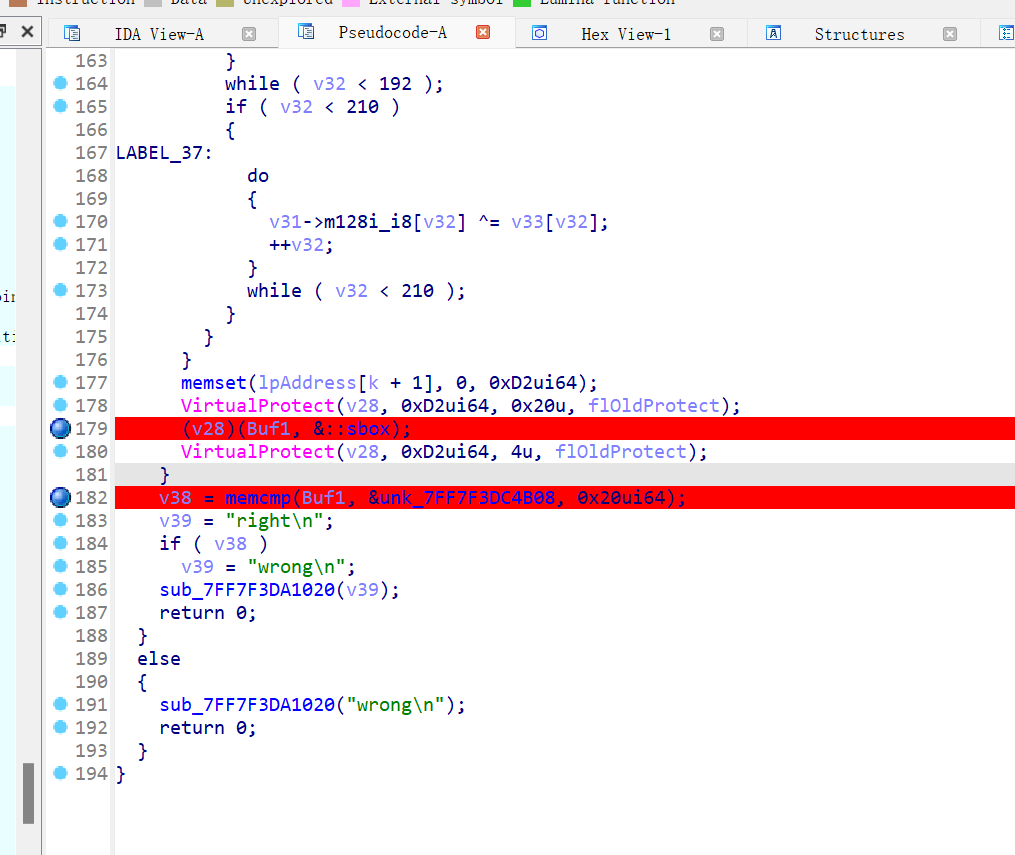 Instruction Data Unexplored External symbol Lumina function
IDA View-A Pseudocode-A Hex View-1 Structures
163 }
164 while ( v32 < 192 );
165 if ( v32 < 210 )
166 {
167 LABEL_37:
168 do
169 {
170 v31->m128i_i8[v32] ^= v33[v32];
171 ++v32;
172 }
173 while ( v32 < 210 );
174 }
175 }
176 }
177 memset(lpAddress[k + 1], 0, 0xD2ui64);
178 VirtualProtect(v28, 0xD2ui64, 0x20u, flOldProtect);
179 (v28)(Buf1, &::sbox);
180 VirtualProtect(v28, 0xD2ui64, 4u, flOldProtect);
181 }
182 v38 = memcmp(Buf1, &unk_7FF7F3DC4B08, 0x20ui64);
183 v39 = "right\n";
184 if ( v38 )
185 v39 = "wrong\n";
186 sub_7FF7F3DA1020(v39);
187 return 0;
188 }
189 else
190 {
191 sub_7FF7F3DA1020("wrong\n");
192 return 0;
193 }
194 }